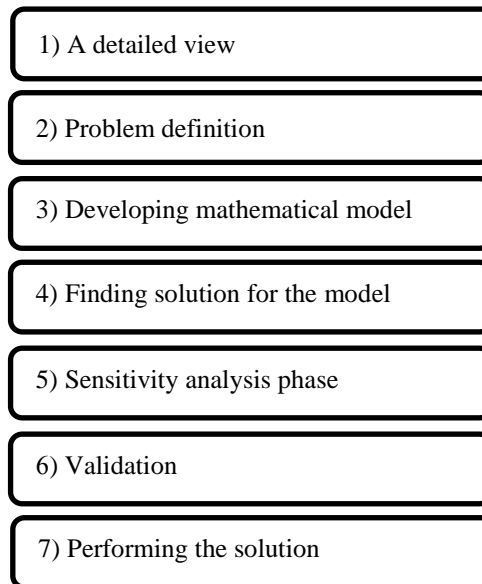 1) A detailed view
2) Problem definition
3) Developing mathematical model
4) Finding solution for the model
5) Sensitivity analysis phase
6) Validation
7) Performing the solution